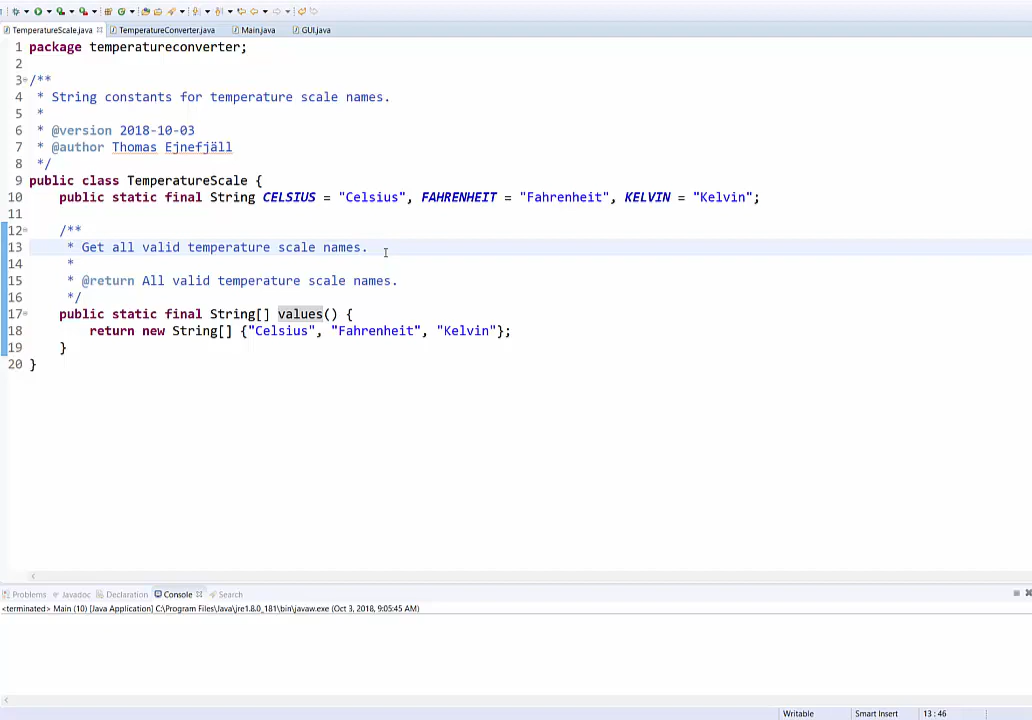 TemperatureScale.java TemperatureConverter.java Main.java GUI.java
1 package temperatureconverter;
2
3 /**
4 * String constants for temperature scale names.
5 *
6 * @version 2018-10-03
7 * @author Thomas Ejnefjäll
8 */
9 public class TemperatureScale {
10 public static final String CELSIUS = "Celsius", FAHRENHEIT = "Fahrenheit", KELVIN = "Kelvin";
11
12 /**
13 * Get all valid temperature scale names.
14 *
15 * @return All valid temperature scale names.
16 */
17 public static final String[] values() {
18 return new String[] {"Celsius", "Fahrenheit", "Kelvin"};
19 }
20 }
Problems Javadoc Declaration Console Search
<terminated> Main (10) [Java Application] C:\Program Files\Java\jre1.8.0_181\bin\javaw.exe (Oct 3, 2018, 9:05:45 AM)
Writable Smart Insert 13 : 46